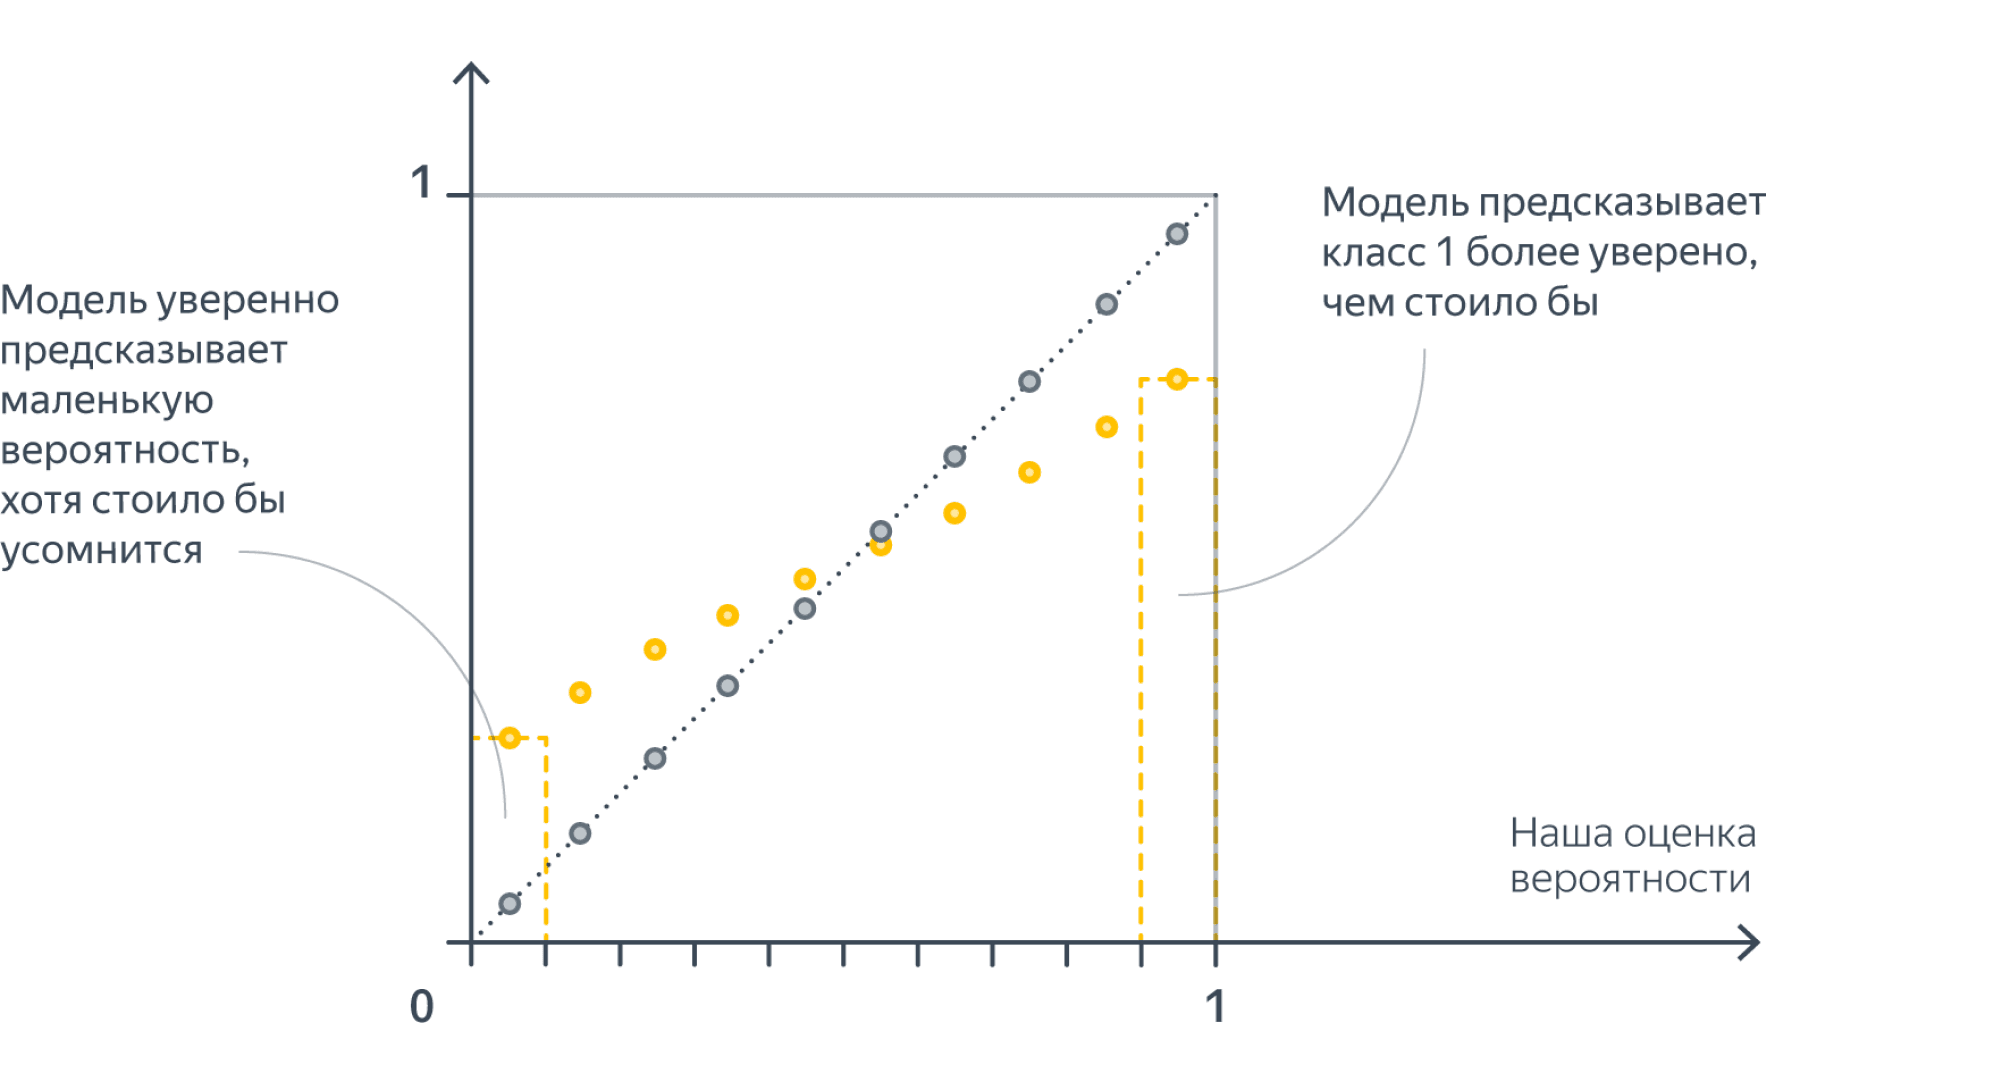 1
Модель предсказывает
класс 1 более уверено,
чем стоило бы
Модель уверенно
предсказывает
маленькую
вероятность,
хотя стоило бы
усомнится
Наша оценка
вероятности
0
1